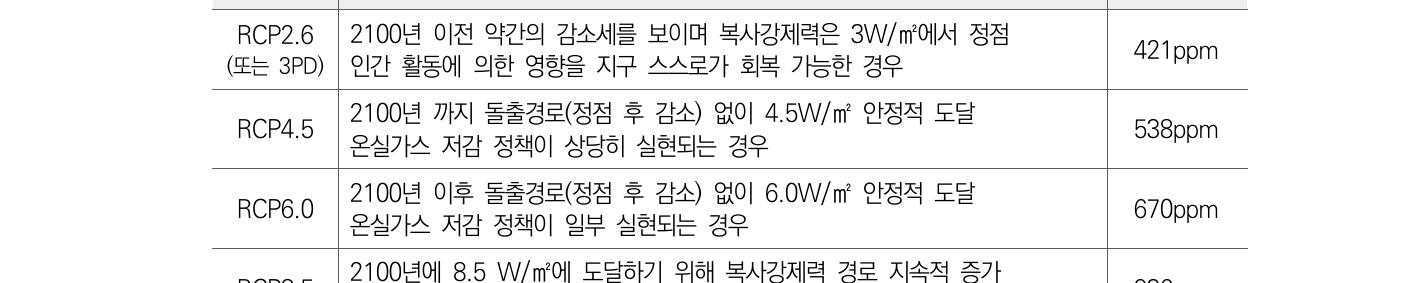 RCP2.6
(또는 3PD)
2100년 이전 약간의 감소세를 보이며 복사강제력은 3W/㎡에서 정점
인간 활동에 의한 영향을 지구 스스로가 회복 가능한 경우
421ppm
RCP4.5
2100년 까지 돌출경로(정점 후 감소) 없이 4.5W/㎡ 안정적 도달
온실가스 저감 정책이 상당히 실현되는 경우
538ppm
RCP6.0
2100년 이후 돌출경로(정점 후 감소) 없이 6.0W/㎡ 안정적 도달
온실가스 저감 정책이 일부 실현되는 경우
670ppm
2100년에 8.5 W/㎡에 도달하기 위해 복사강제력 경로 지속적 증가